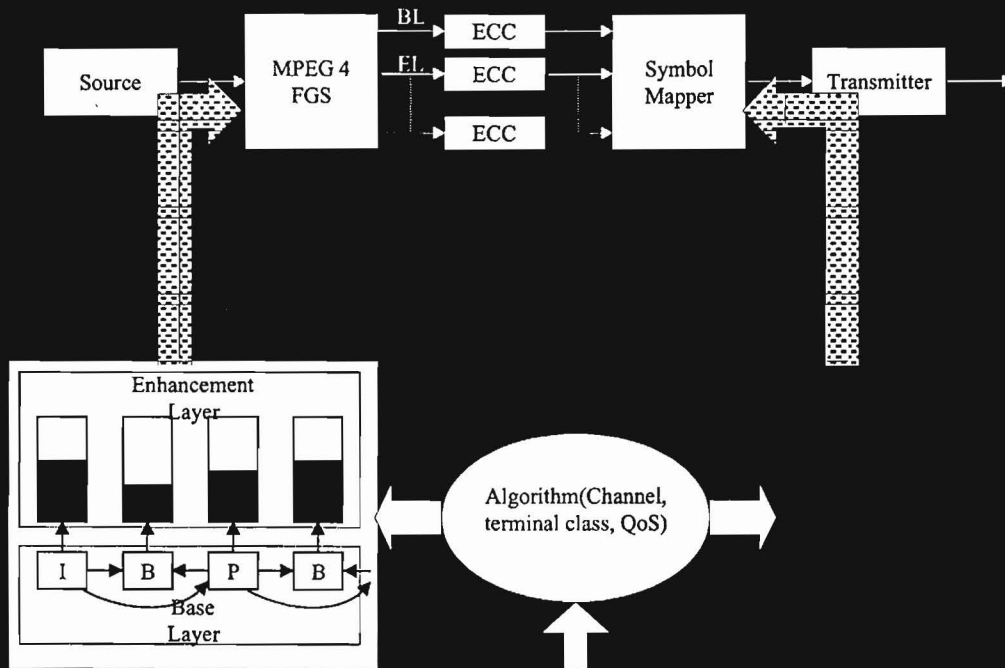 BL
ECC
Source
MPEG 4
FGS
EL
ECC
Symbol
Mapper
Transmitter
ECC
Enhancement
Layer
Algorithm(Channel,
terminal class, QoS)
I
B
P
B
Base
Layer